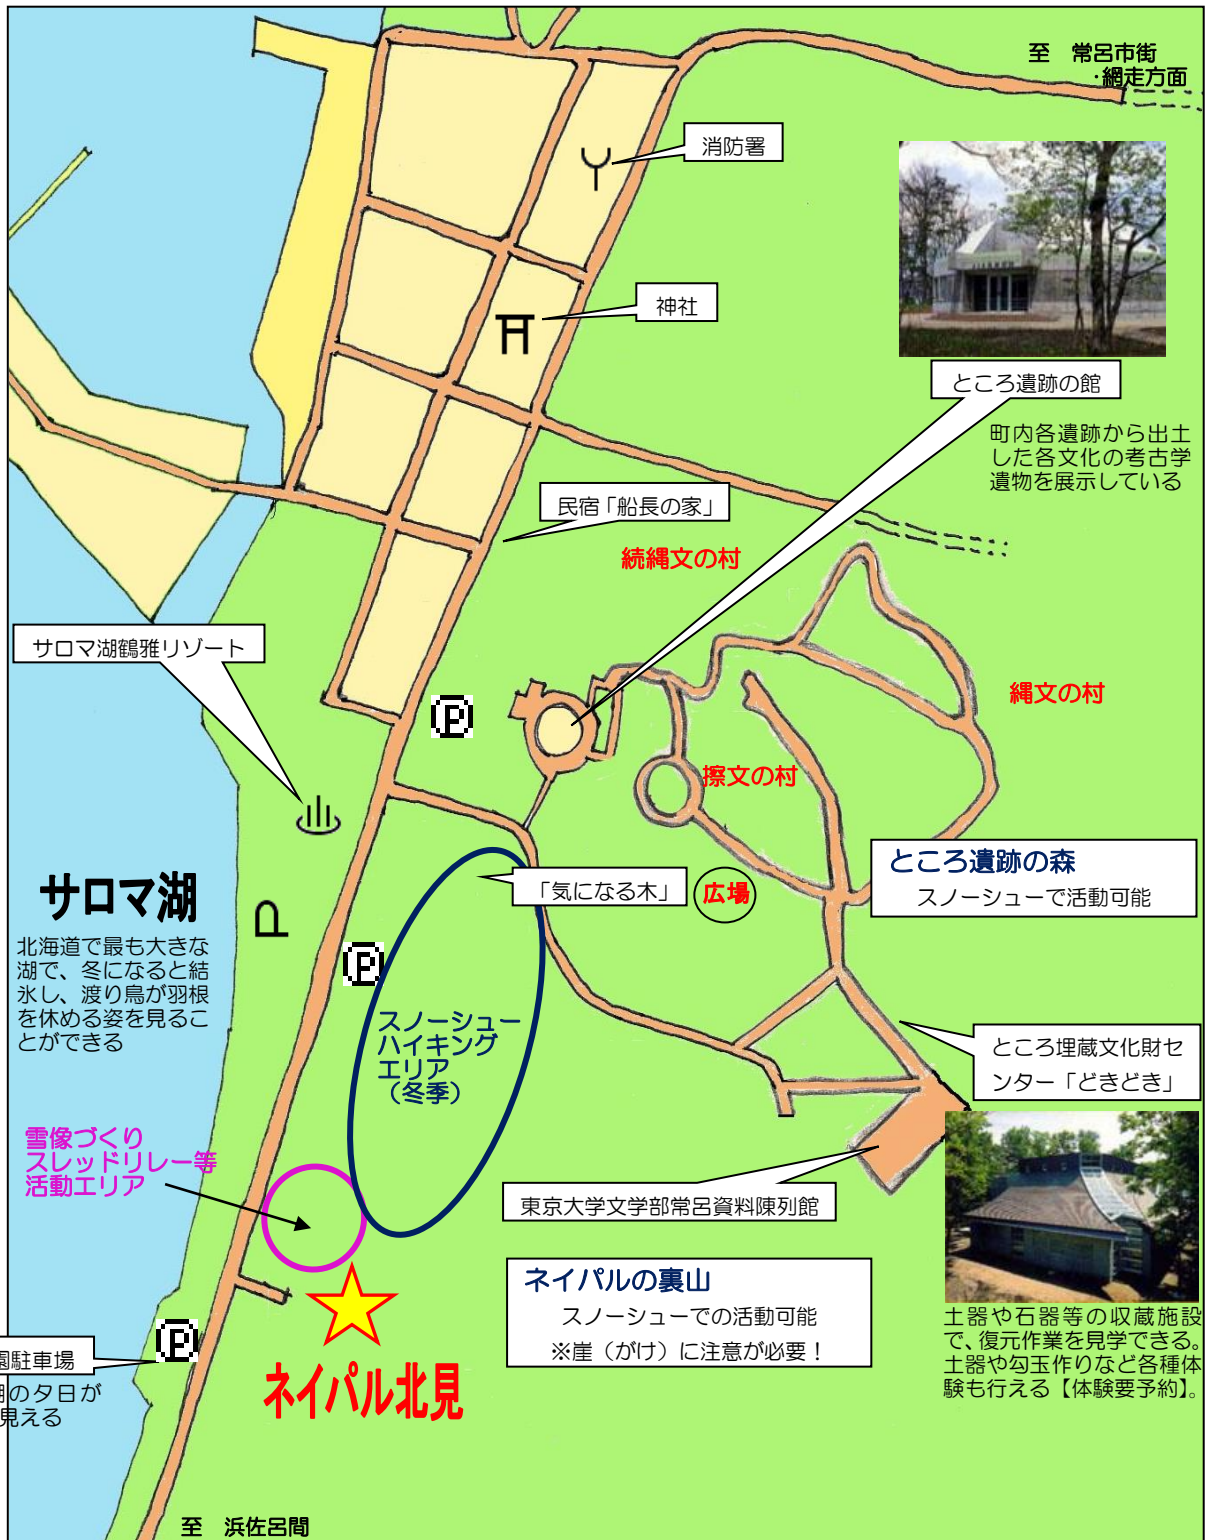 至　常呂市街
・網走方面
消防署
神社
ところ遺跡の館
町内各遺跡から出土
した各文化の考古学
遺物を展示している
民宿「船長の家」
続縄文の村
サロマ湖鶴雅リゾート
縄文の村
P
擦文の村
ところ遺跡の森
スノーシューで活動可能
「気になる木」
広場
サロマ湖
北海道で最も大きな
湖で、冬になると結
氷し、渡り鳥が羽根
を休める姿を見るこ
とができる
P
スノーシュー
ハイキング
エリア
（冬季）
ところ埋蔵文化財セ
ンター「どきどき」
雪像づくり
スレッドリレー等
活動エリア
東京大学文学部常呂資料陳列館
ネイパルの裏山
スノーシューでの活動可能
※崖（がけ）に注意が必要！
土器や石器等の収蔵施設
で、復元作業を見学できる。
土器や勾玉作りなど各種体
験も行える【体験要予約】。
P
園駐車場
湖の夕日が
見える
ネイパル北見
至　浜佐呂間